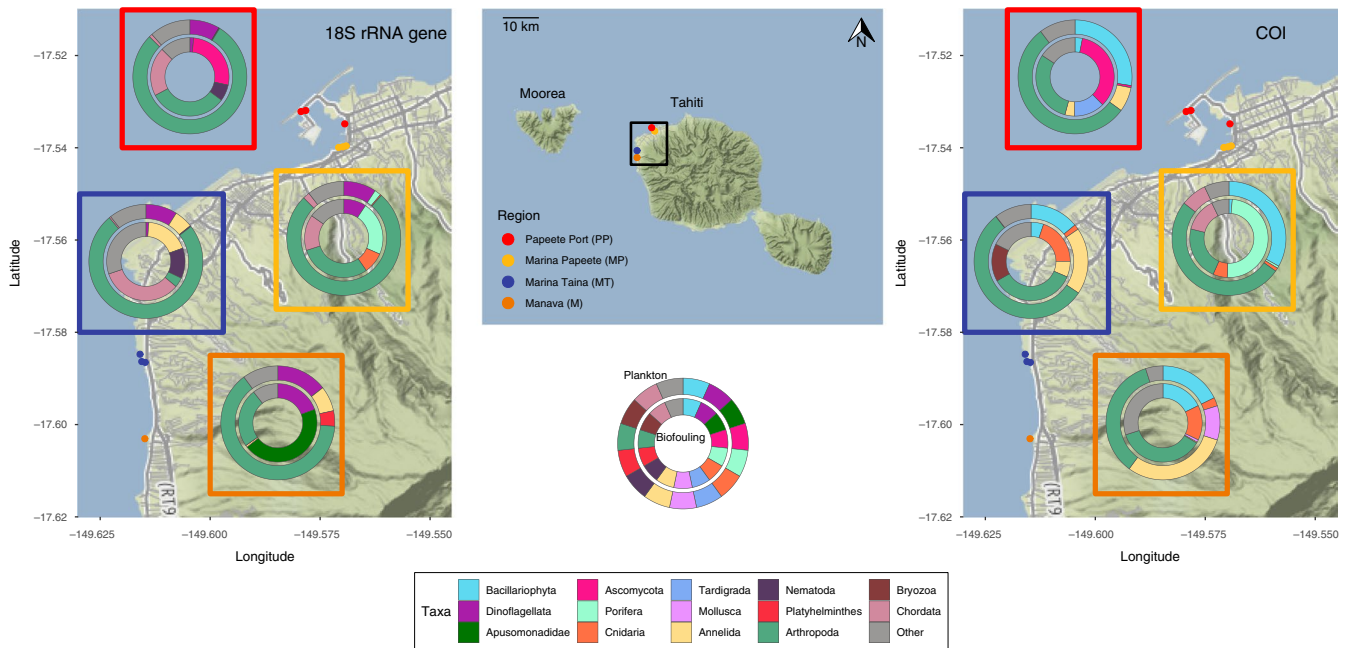 18S rRNA gene
−17.52
−17.54
−17.56
−17.58
−17.60
−17.62
Latitude
(RT9
−149.625
−149.600
−149.575
−149.550
Longitude
10 km
N
Moorea
Tahiti
Region
Papeete Port (PP)
Marina Papeete (MP)
Marina Taina (MT)
Manava (M)
Plankton
Biofouling
COI
−17.52
−17.54
−17.56
−17.58
−17.60
−17.62
Latitude
(RT9
−149.625
−149.600
−149.575
−149.550
Longitude
Taxa
Bacillariophyta
Dinoflagellata
Apusomonadidae
Ascomycota
Porifera
Cnidaria
Tardigrada
Mollusca
Annelida
Nematoda
Platyhelminthes
Arthropoda
Bryozoa
Chordata
Other